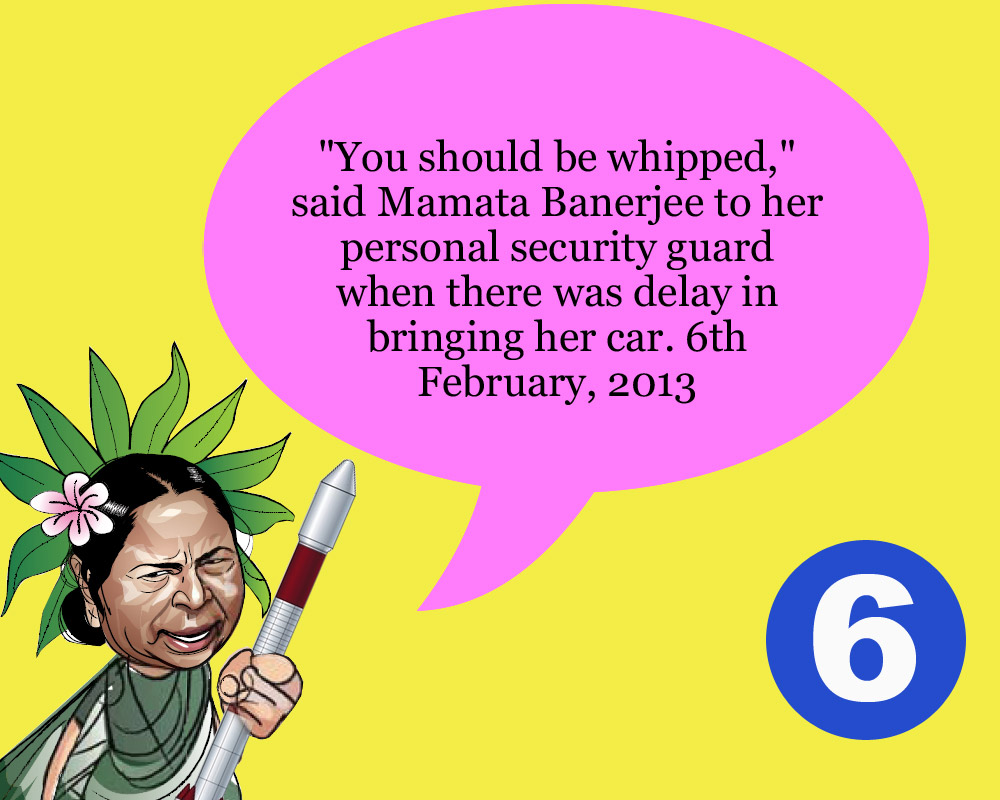 "You should be whipped,"
said Mamata Banerjee to her
personal security guard
when there was delay in
bringing her car. 6th
February, 2013
6